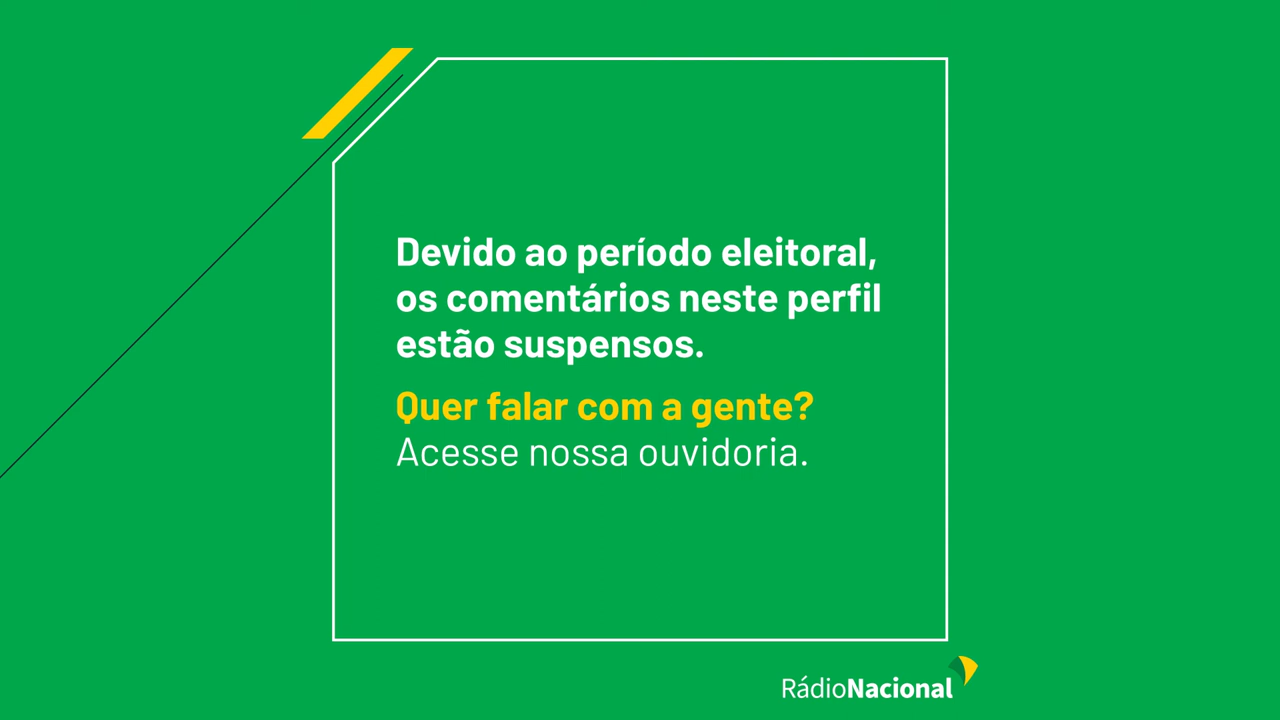 Devido ao período eleitoral,
os comentários neste perfil
estão suspensos.
Quer falar com a gente?
Acesse nossa ouvidoria.
RádioNacional